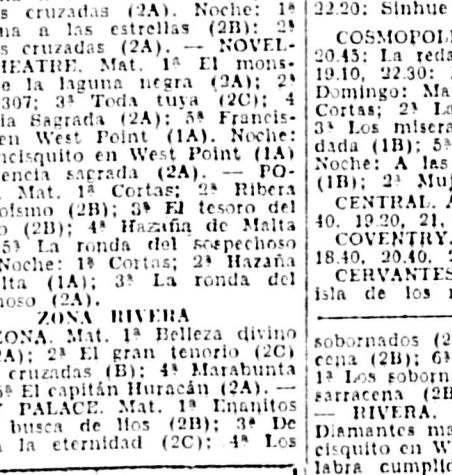 s cruzadas (2A). Noche: 1ª
na a las estrellas (2B); 2ª
s cruzadas (2A). — NOVEL-
HEATRE. Mat. 1ª El mons-
e la laguna negra (2A); 2ª
307; 3ª Toda tuya (2C); 4
ia Sagrada (2A); 5ª Francis-
en West Point (1A). Noche:
ncisquito en West Point (1A)
encia sagrada (2A). — PO-
. Mat. 1ª Cortas; 2ª Ribera
oísmo (2B); 3ª El tesoro del
o (2B); 4ª Hazaña de Malta
5ª La ronda del sospechoso
Noche: 1ª Cortas; 2ª Hazaña
lta (1A); 3ª La ronda del
hoso (2A).
ZONA RIVERA
ZONA. Mat. 1ª Belleza divino
2A); 2ª El gran tenorio (2C)
cruzadas (B); 4ª Marabunta
5ª El capitán Huracán (2A). —
Y PALACE. Mat. 1ª Enanitos
busca de líos (2B); 3ª De
a la eternidad (2C); 4ª Los
22.20: Sinhue
COSMOPOL
20.45: La reda
19.10, 22.30:
Domingo: Ma
Cortas; 2ª La
3ª Los misera
dada (1B); 5ª
Noche: A las
(1B); 2ª Muj
CENTRAL. A
40, 19.20, 21,
COVENTRY.
18.40, 20.40, 2
CERVANTES
isla de los
sobornados (2
cena (2B); 6ª
1ª Los soborn
sarracena (2B
— RIVERA.
Diamantes ma
cisquito en W
labra cumplid